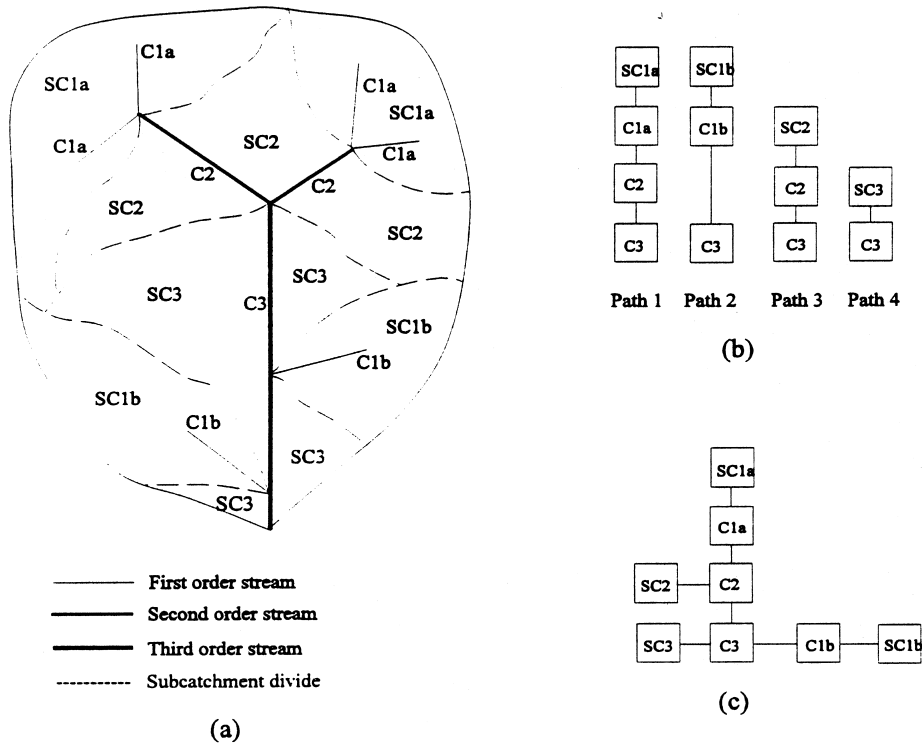 C1a
SC1a
C1a
SC1a
C1a
C1a
SC2
C2
C2
SC2
SC2
SC3
SC3
C3
SC1b
C1b
SC1b
C1b
SC3
SC3
First order stream
Second order stream
Third order stream
Subcatchment divide
(a)
SC1a SC1b
C1a C1b SC2
C2 C2 SC3
C3 C3 C3 C3
Path 1 Path 2 Path 3 Path 4
(b)
SC1a
C1a
SC2 C2
SC3 C3 C1b SC1b
(c)